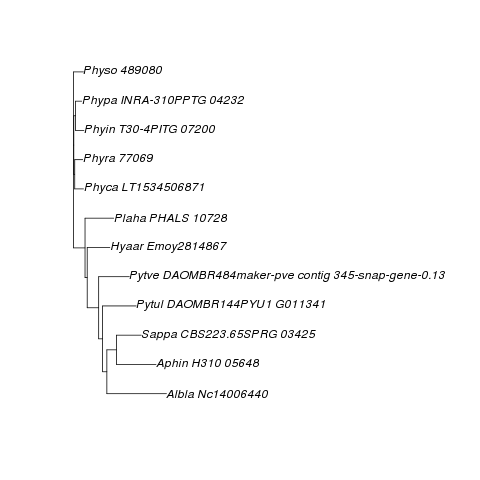 Physo 489080
Phypa INRA-310PPTG 04232
Phyin T30-4PITG 07200
Phyra 77069
Phyca LT1534506871
Plaha PHALS 10728
Hyaar Emoy2814867
Pytve DAOMBR484maker-pve contig 345-snap-gene-0.13
Pytul DAOMBR144PYU1 G011341
Sappa CBS223.65SPRG 03425
Aphin H310 05648
Albla Nc14006440